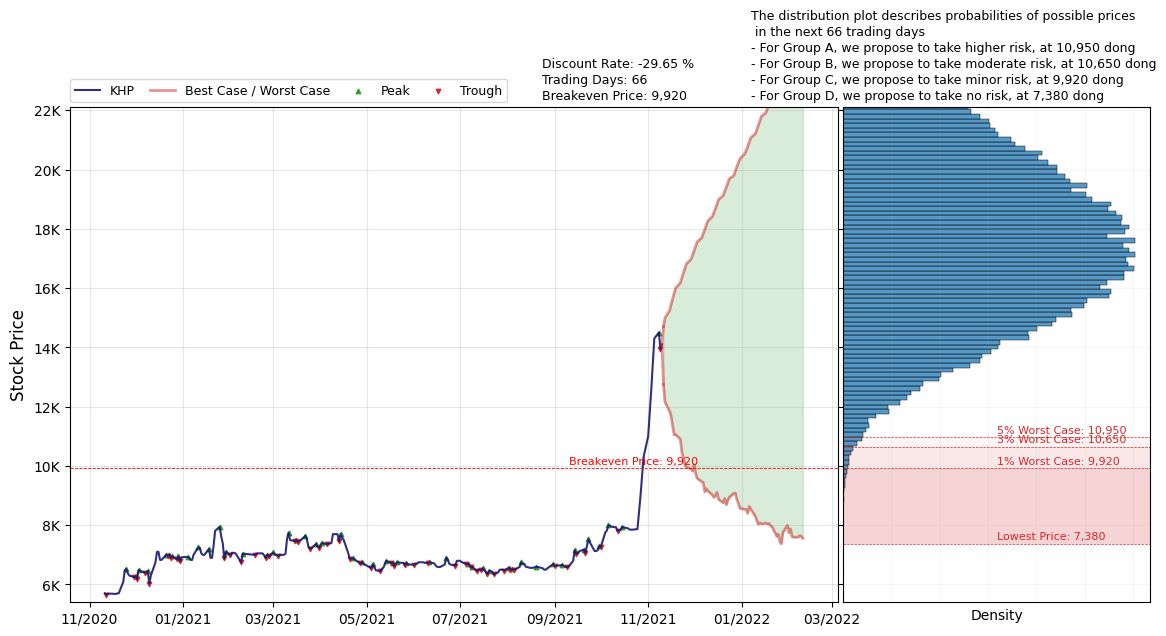 The distribution plot describes probabilities of possible prices
in the next 66 trading days
- For Group A, we propose to take higher risk, at 10,950 dong
- For Group B, we propose to take moderate risk, at 10,650 dong
- For Group C, we propose to take minor risk, at 9,920 dong
- For Group D, we propose to take no risk, at 7,380 dong
Discount Rate: -29.65 %
Trading Days: 66
Breakeven Price: 9,920
KHP
Best Case / Worst Case
Peak
Trough
Stock Price
22K
20K
18K
16K
14K
12K
10K
8K
6K
Breakeven Price: 9,920
5% Worst Case: 10,950
3% Worst Case: 10,650
1% Worst Case: 9,920
Lowest Price: 7,380
11/2020
01/2021
03/2021
05/2021
07/2021
09/2021
11/2021
01/2022
03/2022
Density